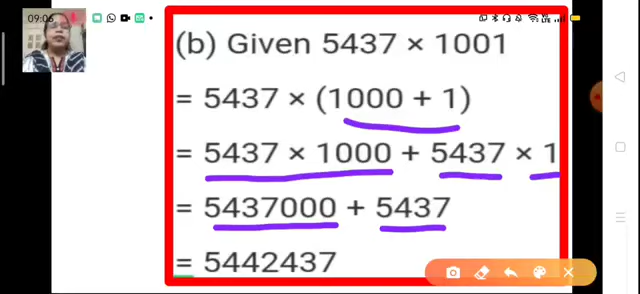 09:06
(b) Given 5437 × 1001
= 5437 × (1000 + 1)
= 5437 × 1000 + 5437 × 1
= 5437000 + 5437
= 5442437